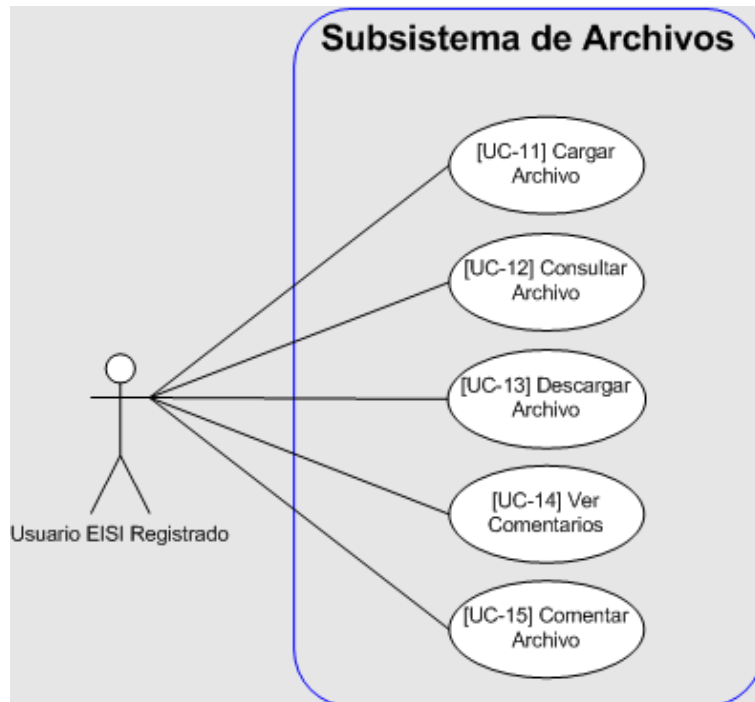 Subsistema de Archivos
[UC-11] Cargar
Archivo
[UC-12] Consultar
Archivo
[UC-13] Descargar
Archivo
[UC-14] Ver
Comentarios
Usuario EISI Registrado
[UC-15] Comentar
Archivo